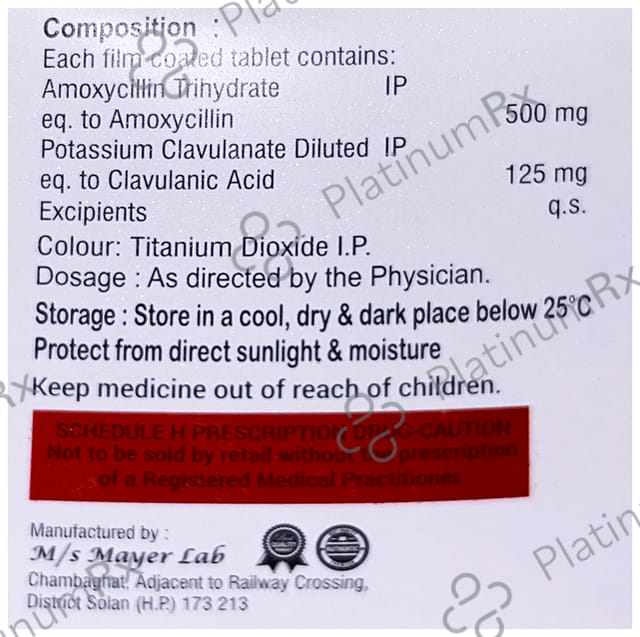 Composition :
Each film coated tablet contains:
Amoxycillin Trihydrate IP
eq. to Amoxycillin 500 mg
Potassium Clavulanate Diluted IP
eq. to Clavulanic Acid 125 mg
Excipients q.s.
Colour: Titanium Dioxide I.P.
Dosage : As directed by the Physician.
Storage : Store in a cool, dry & dark place below 25°C
Protect from direct sunlight & moisture
Keep medicine out of reach of children.
SCHEDULE H PRESCRIPTION DRUG-CAUTION
Not to be sold by retail without the prescription
of a Registered Medical Practitioner.
Manufactured by :
M/s Mayer Lab
QUALITY
AUTHENTIC
Chambaghat, Adjacent to Railway Crossing,
District Solan (H.P.) 173 213
PlatinumRx
PlatinumRx